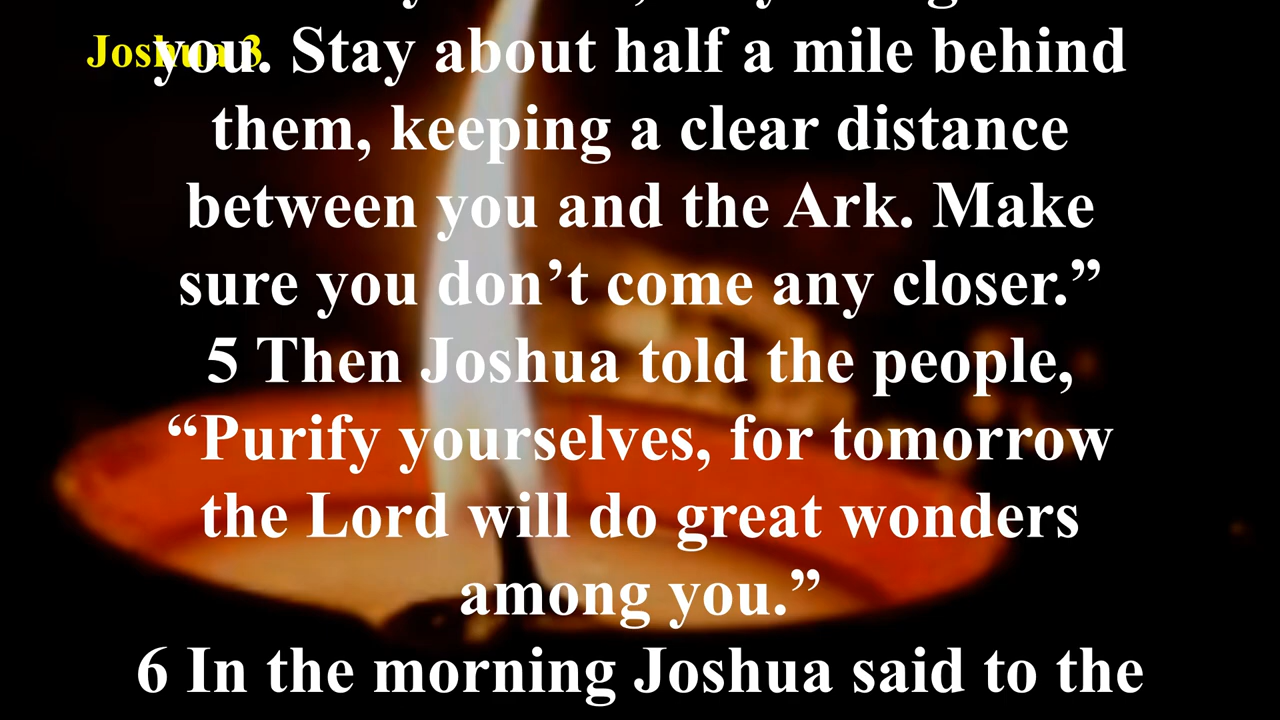 Joshua 3
you. Stay about half a mile behind
them, keeping a clear distance
between you and the Ark. Make
sure you don’t come any closer.”
5 Then Joshua told the people,
“Purify yourselves, for tomorrow
the Lord will do great wonders
among you.”
6 In the morning Joshua said to the